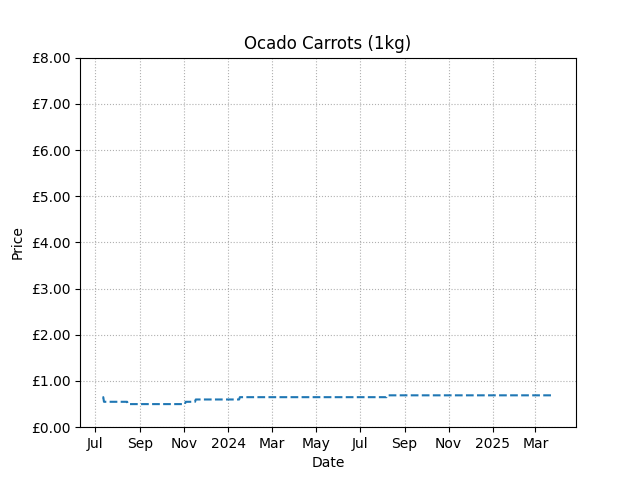 Ocado Carrots (1kg)
£8.00
£7.00
£6.00
£5.00
£4.00
£3.00
£2.00
£1.00
£0.00
Price
Jul Sep Nov 2024 Mar May Jul Sep Nov 2025 Mar
Date